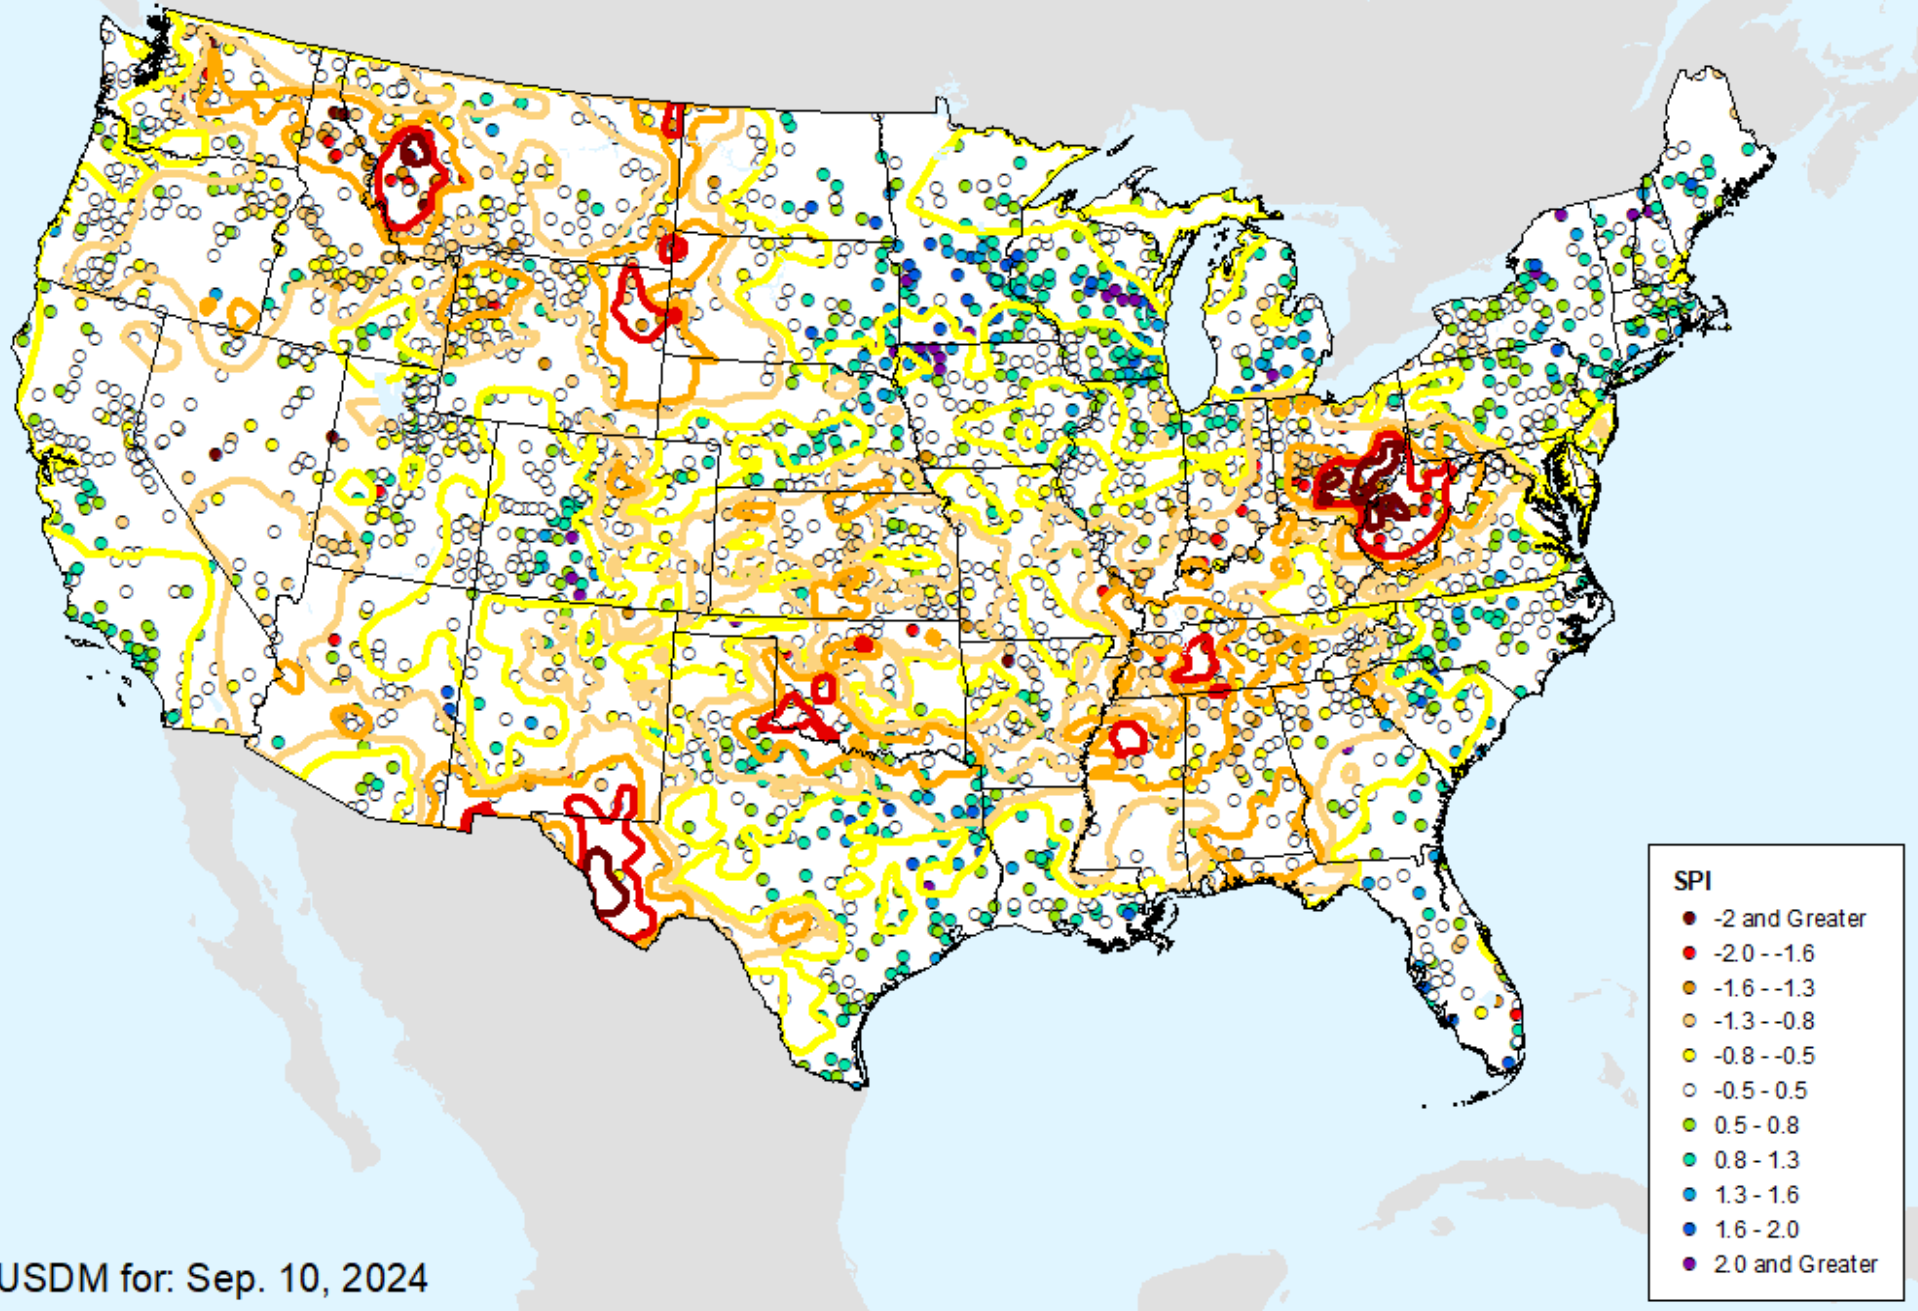 SPI
-2 and Greater
-2.0 - -1.6
-1.6 - -1.3
-1.3 - -0.8
-0.8 - -0.5
-0.5 - 0.5
0.5 - 0.8
0.8 - 1.3
1.3 - 1.6
1.6 - 2.0
2.0 and Greater
USDM for: Sep. 10, 2024